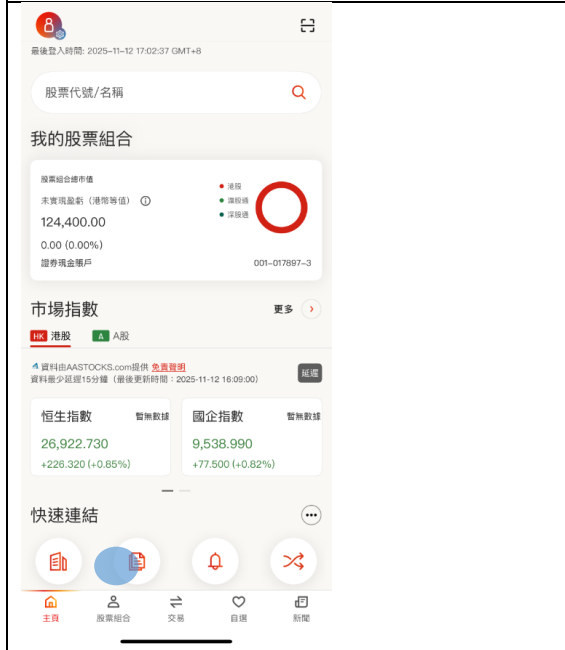 最後登入時間: 2025-11-12 17:02:37 GMT+8
股票代號/名稱
我的股票組合
股票組合總市值
未實現盈虧（港幣等值）
124,400.00
0.00 (0.00%)
證券現金賬戶
001-017897-3
港股
滬股通
深股通
市場指數
更多
HK 港股
A A股
資料由AASTOCKS.com提供 免責聲明
資料最少延遲15分鐘（最後更新時間：2025-11-12 16:09:00）
延遲
恒生指數 暫無數據
26,922.730
+226.320 (+0.85%)
國企指數 暫無數據
9,538.990
+77.500 (+0.82%)
快速連結
主頁
股票組合
交易
自選
新聞